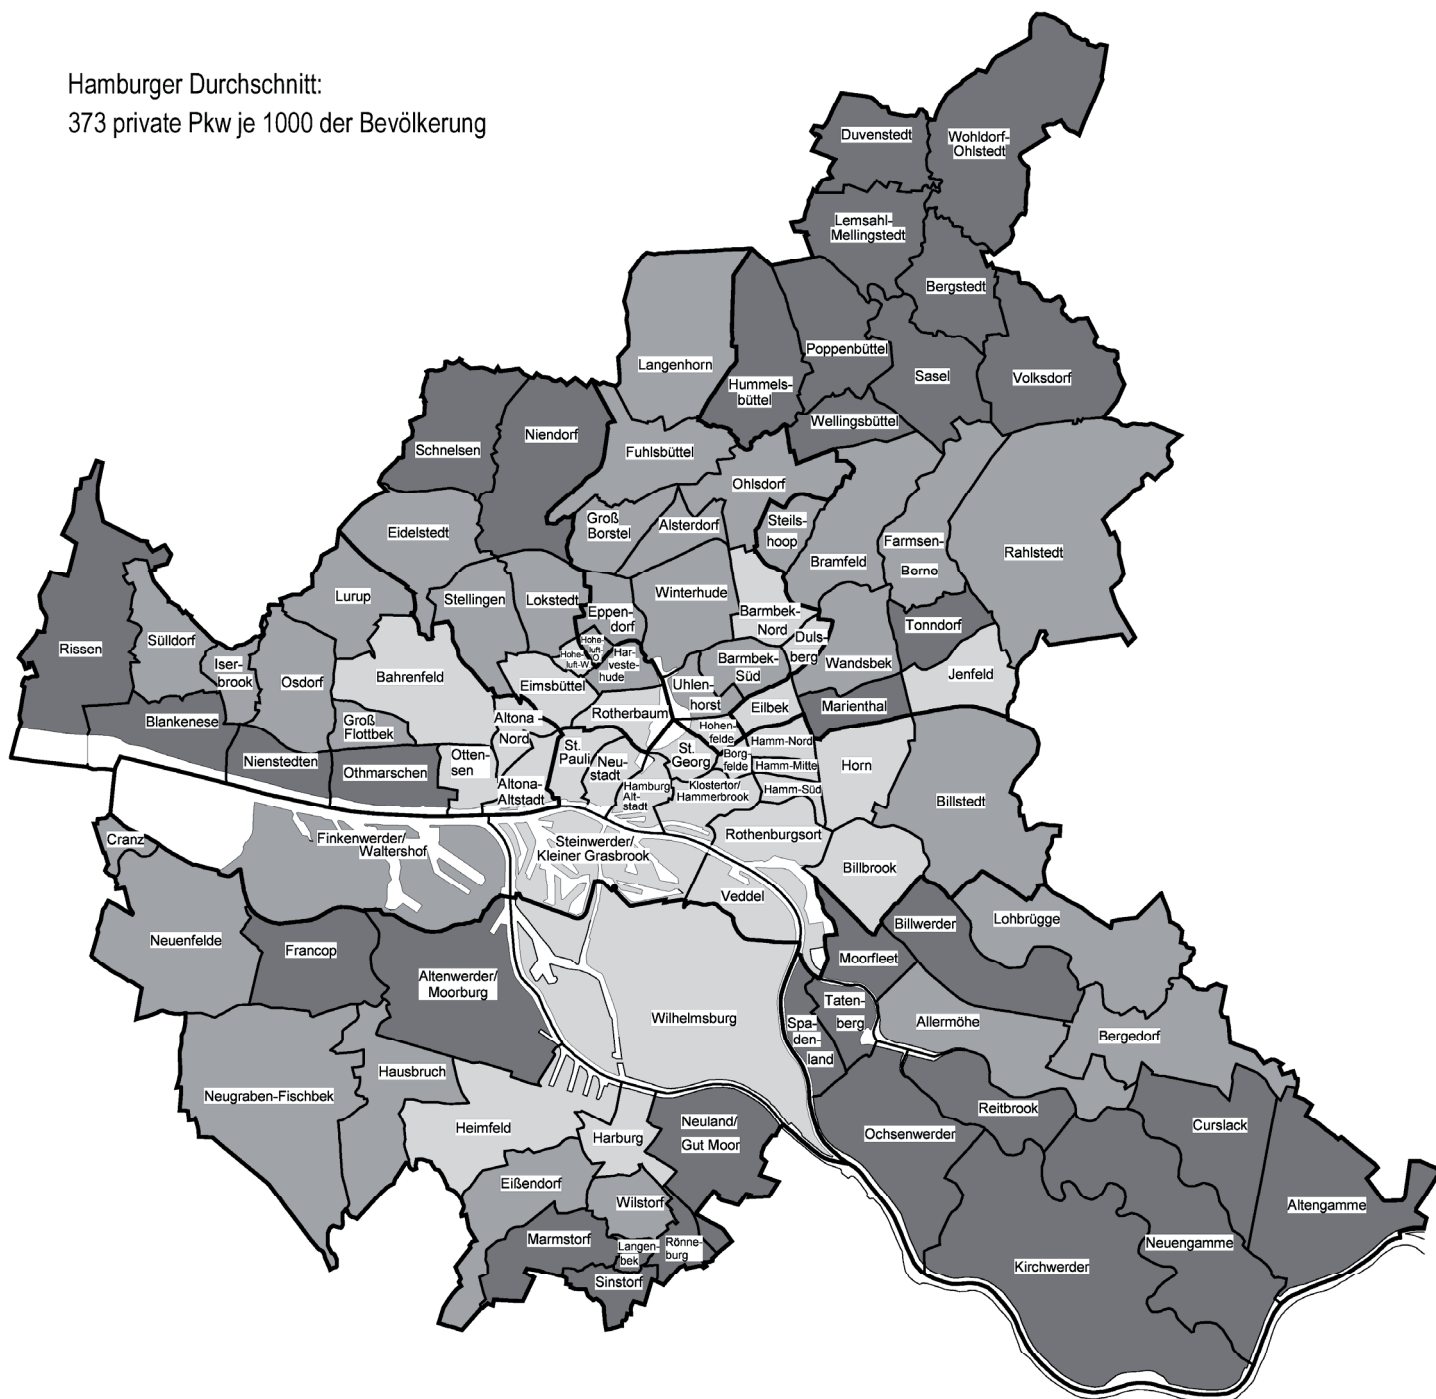 Hamburger Durchschnitt:
373 private Pkw je 1000 der Bevölkerung
Duvenstedt
Wohldorf-
Ohlstedt
Lemsahl-
Mellingstedt
Bergstedt
Poppenbüttel
Langenhorn
Hummels-
büttel
Sasel
Volksdorf
Wellingsbüttel
Schnelsen
Niendorf
Fuhlsbüttel
Ohlsdorf
Groß
Borstel
Alsterdorf
Steils-
hoop
Bramfeld
Farmsen-
Berne
Rahlstedt
Eidelstedt
Lurup
Stellingen
Lokstedt
Eppen-
dorf
Winterhude
Barmbek-
Nord
Duls-
berg
Wandsbek
Tonndorf
Jenfeld
Rissen
Sülldorf
Iser-
brook
Osdorf
Bahrenfeld
Hohe-
luft-W
Hohe-
luft-
O
Har-
veste-
hude
Eimsbüttel
Barmbek-
Süd
Uhlen-
horst
Eilbek
Marienthal
Blankenese
Groß
Flottbek
Nienstedten
Othmarschen
Otten-
sen
Altona -
Nord
Altona-
Altstadt
Rotherbaum
St.
Pauli
Neu-
stadt
Hamburg
Alt-
stadt
St.
Georg
Hohen-
felde
Borg-
felde
Hamm-Nord
Hamm-Mitte
Hamm-Süd
Klostertor/
Hammerbrook
Horn
Billstedt
Cranz
Finkenwerder/
Waltershof
Steinwerder/
Kleiner Grasbrook
Rothenburgsort
Billbrook
Veddel
Neuenfelde
Francop
Altenwerder/
Moorburg
Wilhelmsburg
Moorfleet
Billwerder
Lohbrügge
Taten-
berg
Spa-
den-
land
Allermöhe
Bergedorf
Neugraben-Fischbek
Hausbruch
Heimfeld
Harburg
Neuland/
Gut Moor
Ochsenwerder
Reitbrook
Curslack
Altengamme
Neuengamme
Kirchwerder
Eißendorf
Wilstorf
Marmstorf
Langen-
bek
Rönne-
burg
Sinstorf